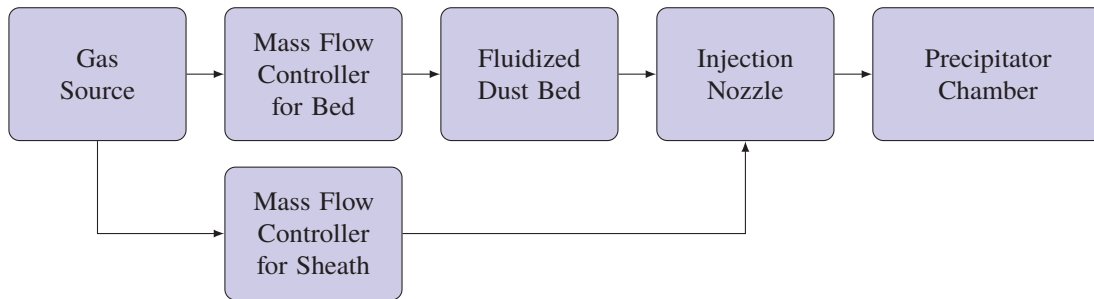 Gas
Source
Mass Flow
Controller
for Bed
Fluidized
Dust Bed
Injection
Nozzle
Precipitator
Chamber
Mass Flow
Controller
for Sheath